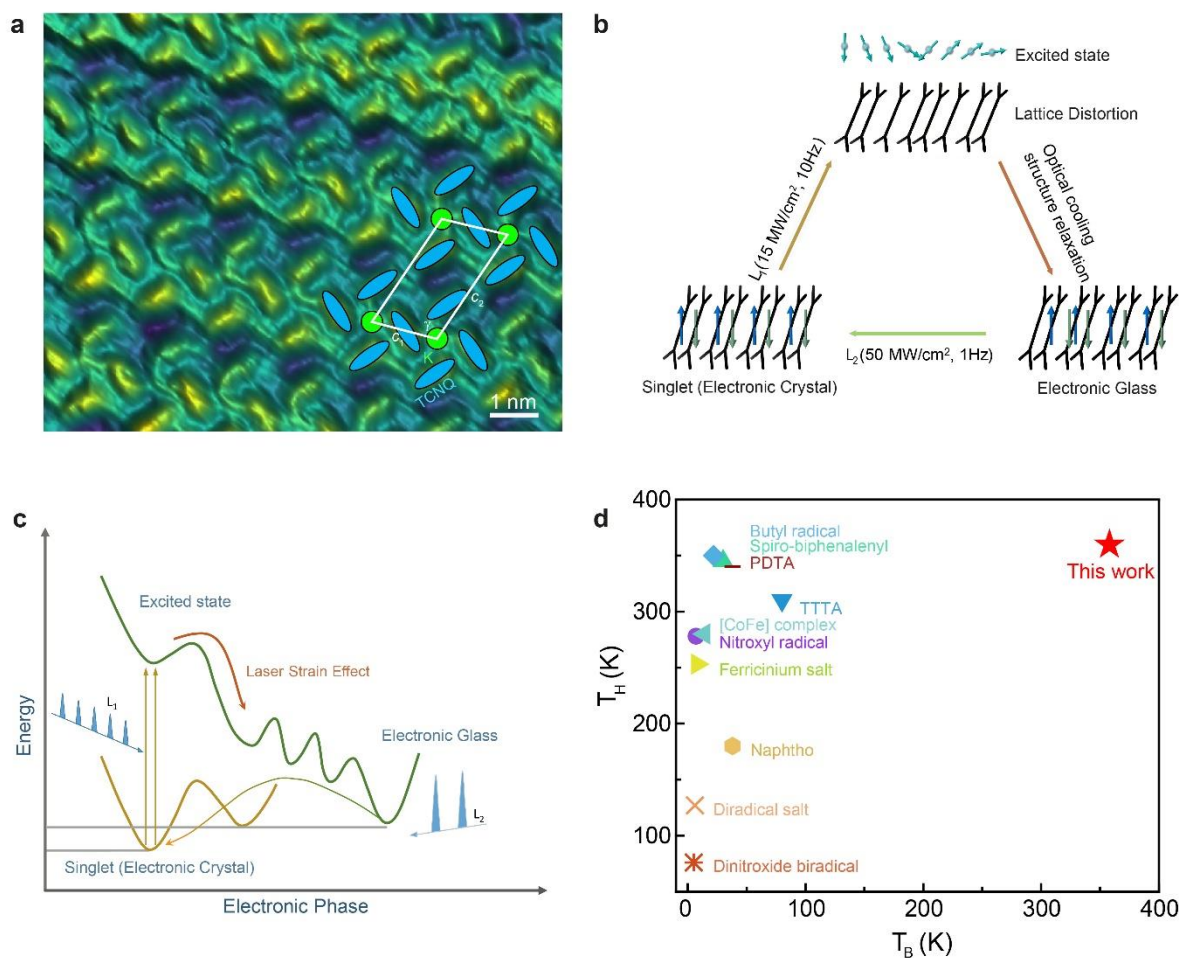 a
c₂
c₁
γ
K
TCNQ
1 nm
b
Excited state
Lattice Distortion
L₁(15 MW/cm², 10Hz)
Optical cooling
structure relaxation
L₂(50 MW/cm², 1Hz)
Singlet (Electronic Crystal)
Electronic Glass
c
Energy
Excited state
Laser Strain Effect
L₁
Electronic Glass
L₂
Singlet (Electronic Crystal)
Electronic Phase
d
T_H (K)
400
300
200
100
Butyl radical
Spiro-biphenalenyl
PDTA
This work
TTTA
[CoFe] complex
Nitroxyl radical
Ferricinium salt
Naphtho
Diradical salt
Dinitroxide biradical
0 100 200 300 400
T_B (K)